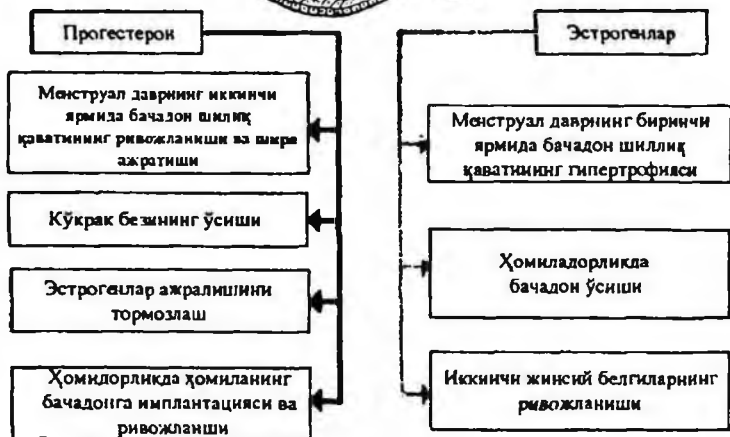 Прогестерон
Менструал даврнинг иккинчи
ярмида бачадон шилиқ
қаватининг ривожланиши ва шира
ажратиши
Кўкрак безининг ўсиши
Эстрогенлар ажралишини
тормозлаш
Ҳомидорликда ҳомиланинг
бачадонга имплантацияси ва
ривожланиши
Эстрогенлар
Менструал даврнинг биринчи
ярмида бачадон шиллиқ
қаватининг гипертрофияси
Ҳомиладорликда
бачадон ўсиши
Иккинчи жинсий белгиларнинг
ривожланиши